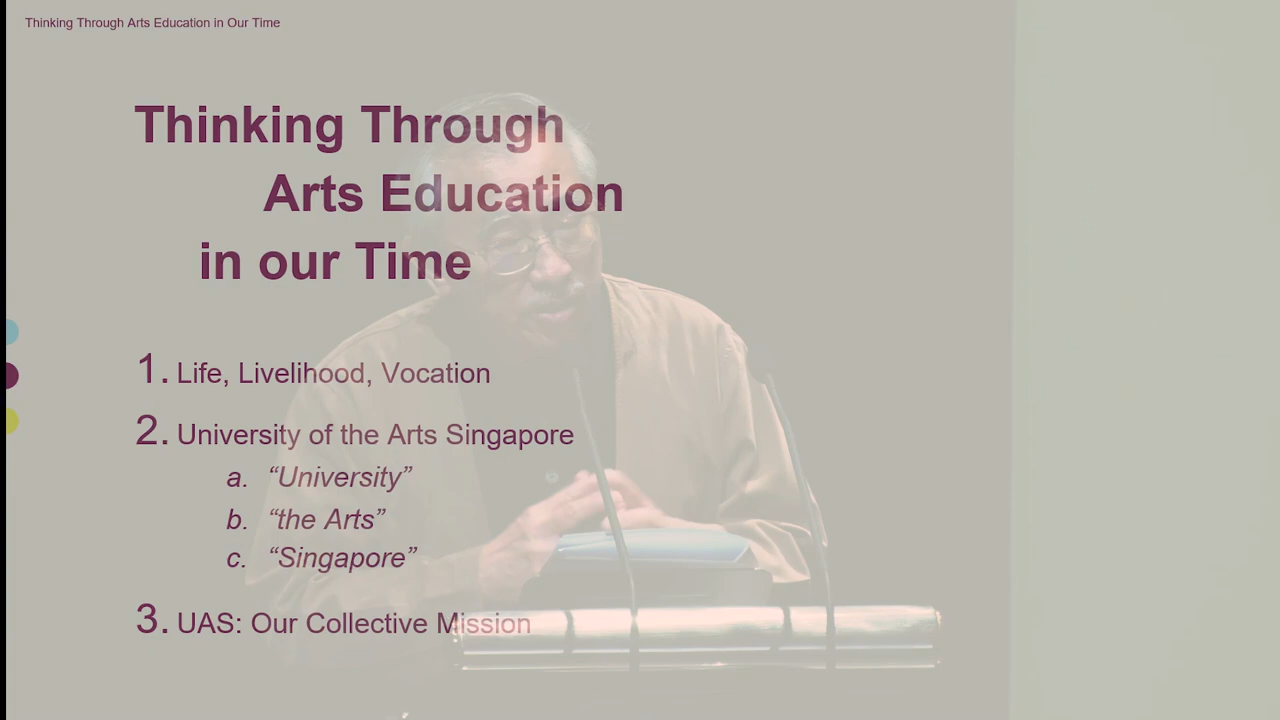 Thinking Through Arts Education in Our Time
Thinking Through
Arts Education
in our Time
1. Life, Livelihood, Vocation
2. University of the Arts Singapore
a. “University”
b. “the Arts”
c. “Singapore”
3. UAS: Our Collective Mission